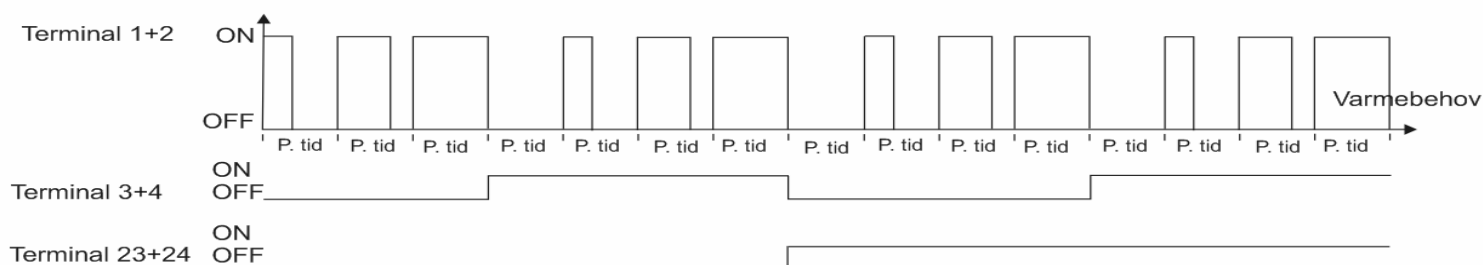 Terminal 1+2 ON
OFF
Varmebehov
P. tid P. tid P. tid P. tid P. tid P. tid P. tid P. tid P. tid P. tid P. tid P. tid P. tid P. tid P. tid
ON
Terminal 3+4 OFF
ON
Terminal 23+24 OFF